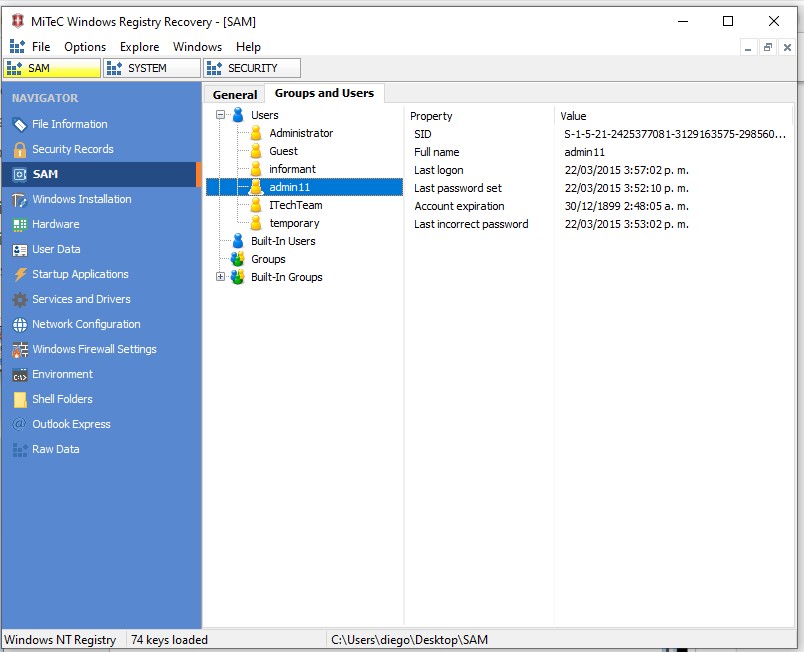 MiTeC Windows Registry Recovery - [SAM]
File Options Explore Windows Help
SAM SYSTEM SECURITY
NAVIGATOR
File Information
Security Records
SAM
Windows Installation
Hardware
User Data
Startup Applications
Services and Drivers
Network Configuration
Windows Firewall Settings
Environment
Shell Folders
Outlook Express
Raw Data
General Groups and Users
Users
Administrator
Guest
informant
admin11
ITechTeam
temporary
Built-In Users
Groups
Built-In Groups
Property Value
SID S-1-5-21-2425377081-3129163575-298560...
Full name admin11
Last logon 22/03/2015 3:57:02 p. m.
Last password set 22/03/2015 3:52:10 p. m.
Account expiration 30/12/1899 2:48:05 a. m.
Last incorrect password 22/03/2015 3:53:02 p. m.
Windows NT Registry 74 keys loaded C:\Users\diego\Desktop\SAM